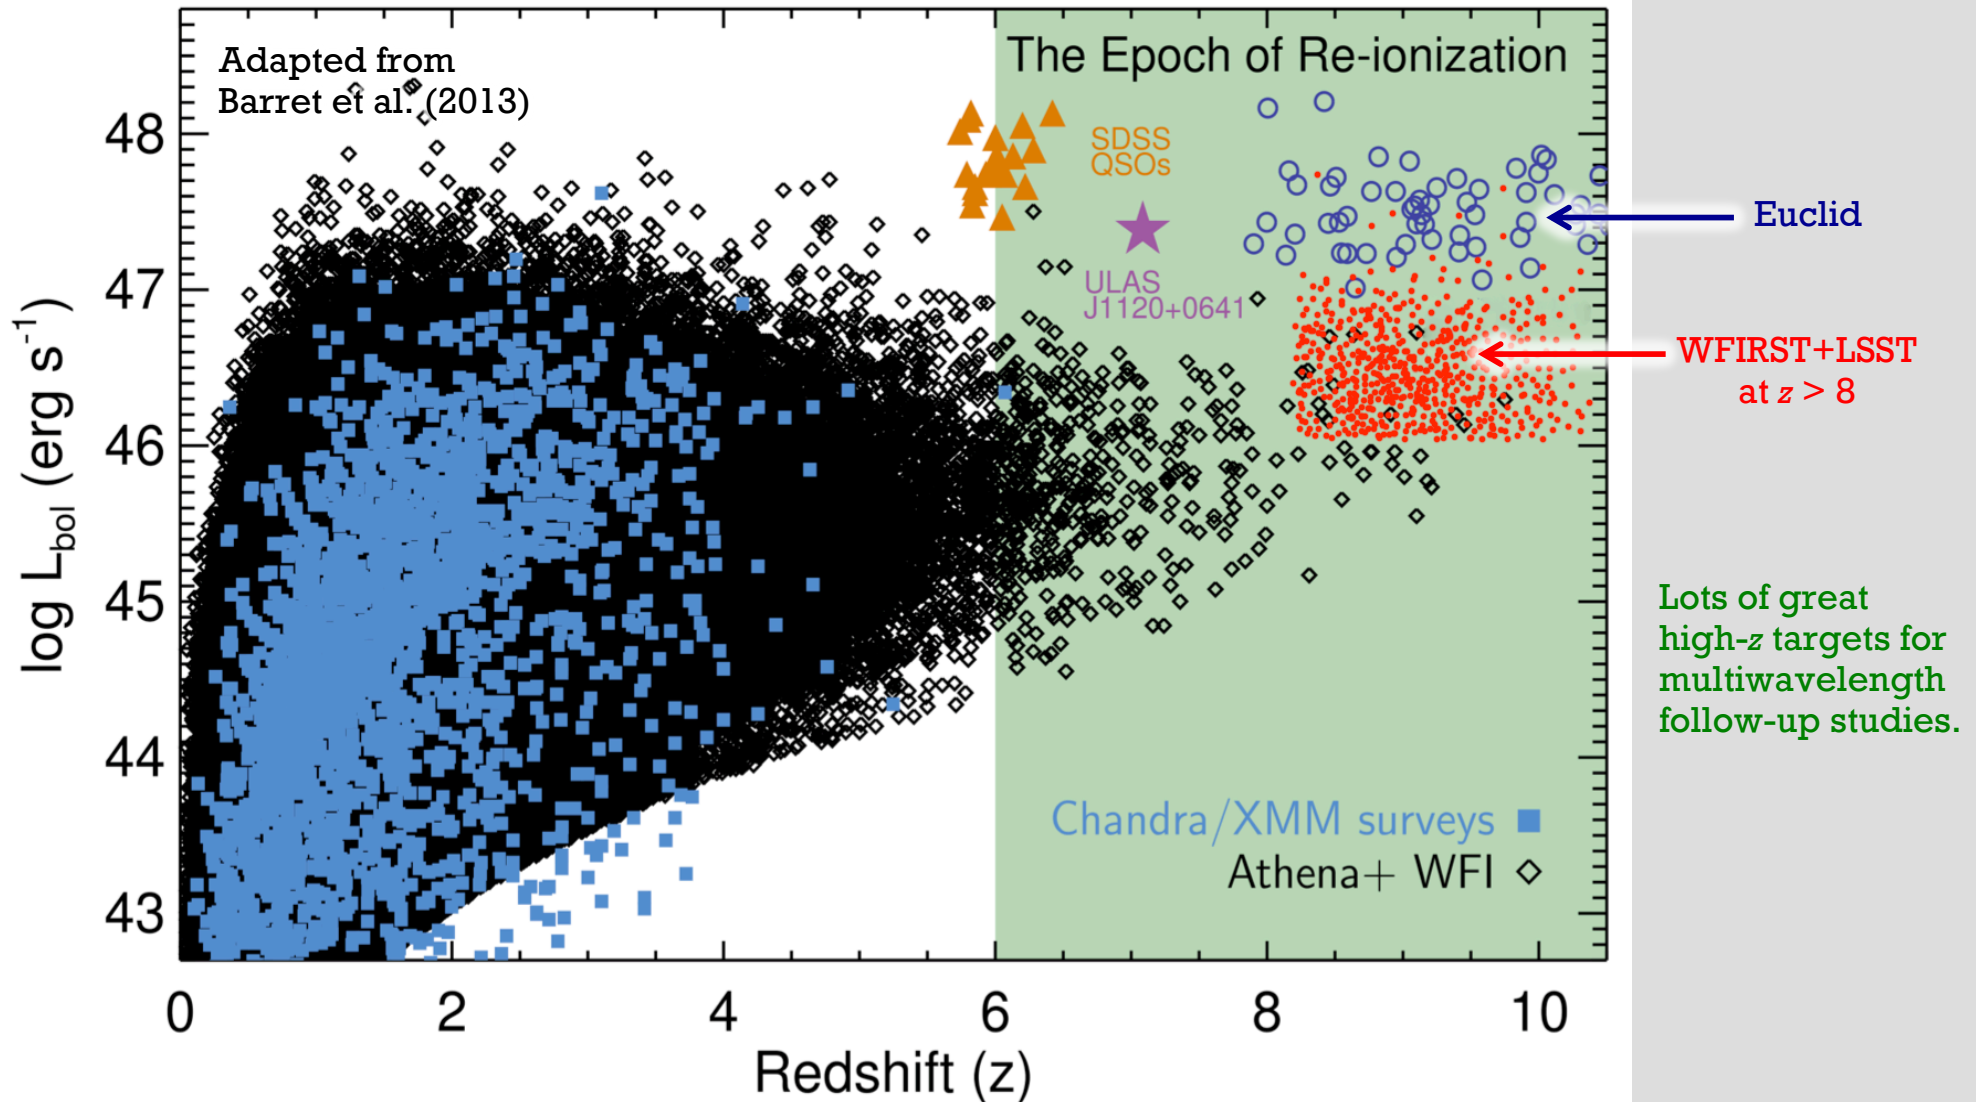 Adapted from
Barret et al. (2013)
The Epoch of Re-ionization
SDSS
QSOs
ULAS
J1120+0641
Euclid
WFIRST+LSST
at z > 8
Lots of great
high-z targets for
multiwavelength
follow-up studies.
Chandra/XMM surveys
Athena+ WFI
log L_bol (erg s^-1)
48
47
46
45
44
43
0 2 4 6 8 10
Redshift (z)